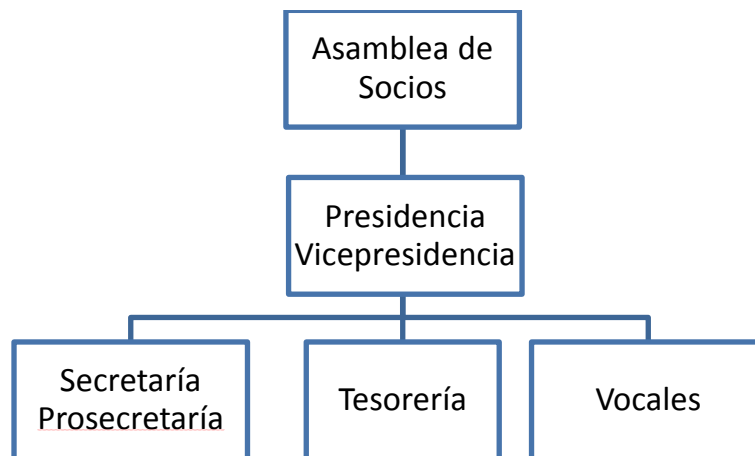 Asamblea de
Socios
Presidencia
Vicepresidencia
Secretaría
Prosecretaría
Tesorería
Vocales